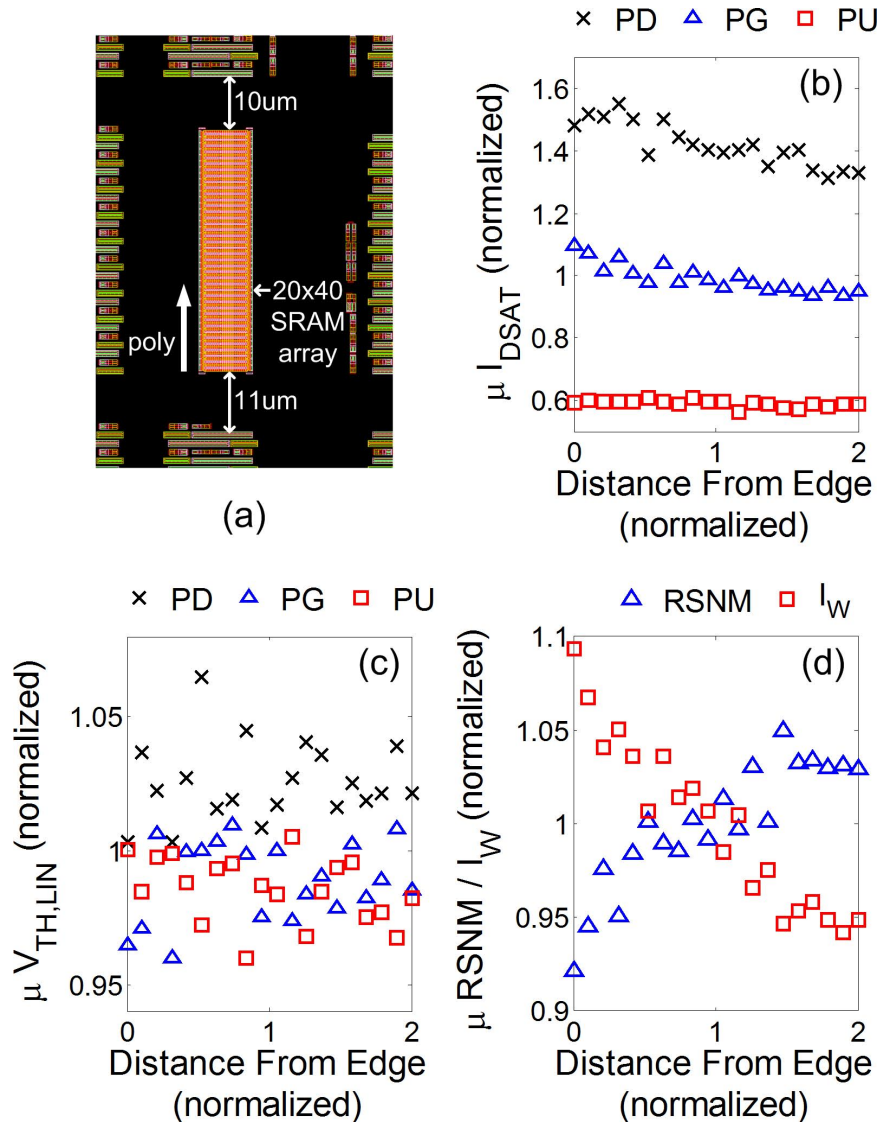 × PD △ PG □ PU
10um
←20x40
SRAM
array
poly
11um
(a)
(b)
1.6
1.4
1.2
1
0.8
0.6
μ I_DSAT (normalized)
0 1 2
Distance From Edge
(normalized)
× PD △ PG □ PU
(c)
1.05
1
0.95
μ V_TH,LIN (normalized)
0 1 2
Distance From Edge
(normalized)
△ RSNM □ I_W
(d)
1.1
1.05
1
0.95
0.9
μ RSNM / I_W (normalized)
0 1 2
Distance From Edge
(normalized)